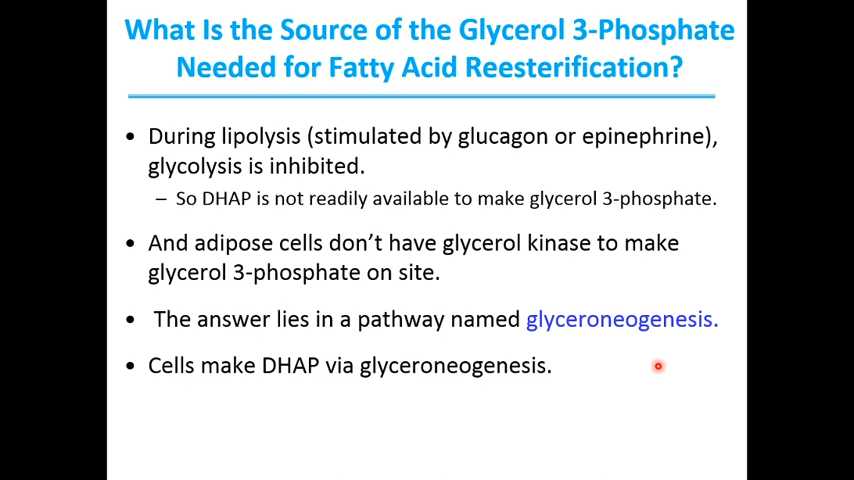 What Is the Source of the Glycerol 3-Phosphate
Needed for Fatty Acid Reesterification?
• During lipolysis (stimulated by glucagon or epinephrine),
glycolysis is inhibited.
– So DHAP is not readily available to make glycerol 3-phosphate.
• And adipose cells don’t have glycerol kinase to make
glycerol 3-phosphate on site.
• The answer lies in a pathway named glyceroneogenesis.
• Cells make DHAP via glyceroneogenesis.